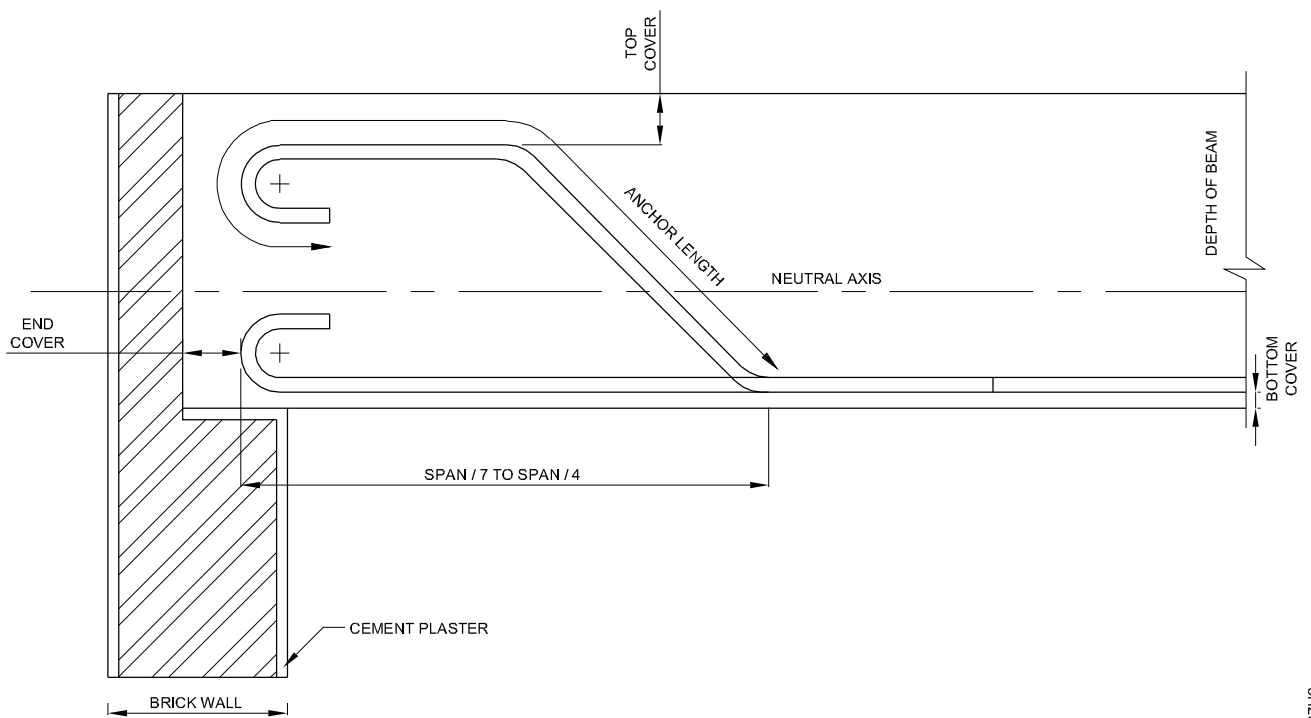 TOP
COVER
DEPTH OF BEAM
ANCHOR LENGTH
NEUTRAL AXIS
END
COVER
BOTTOM
COVER
SPAN / 7 TO SPAN / 4
CEMENT PLASTER
BRICK WALL